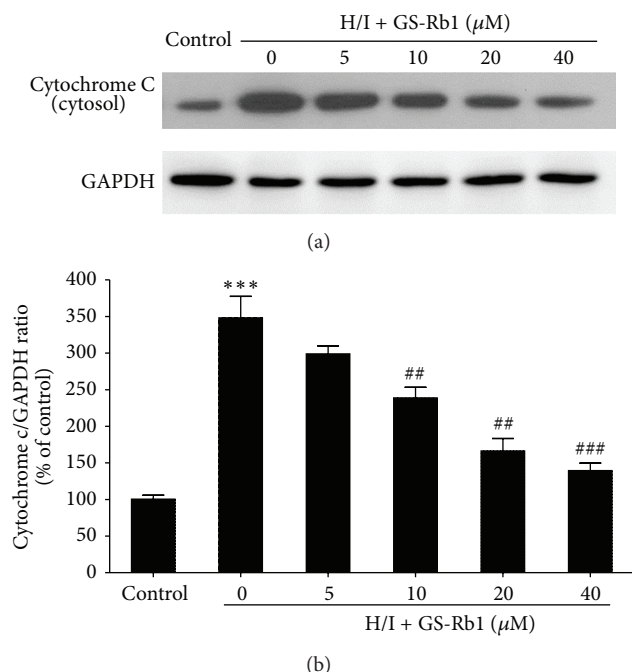 H/I + GS-Rb1 (μM)
Control
0 5 10 20 40
Cytochrome C
(cytosol)
GAPDH
(a)
400
350
300
250
200
150
100
50
0
Cytochrome c/GAPDH ratio
(% of control)
***
##
##
###
Control 0 5 10 20 40
H/I + GS-Rb1 (μM)
(b)